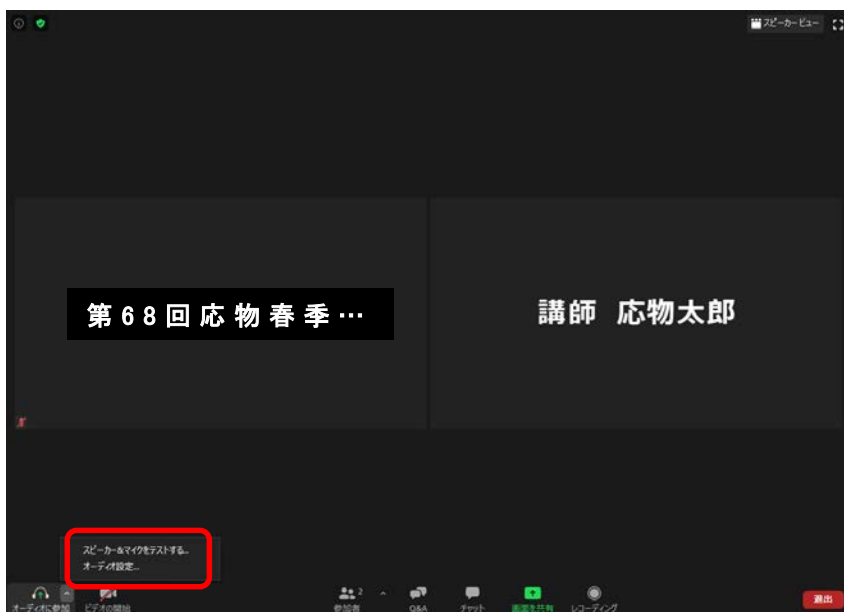 スピーカービュー
第68回応物春季…
講師 応物太郎
スピーカー&マイクをテストする...
オーディオ設定...
オーディオに参加
ビデオの開始
2
参加者
Q&A
チャット
画面を共有
レコーディング
退出